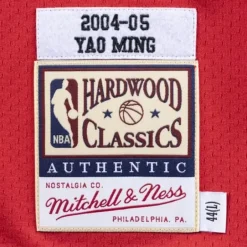 2004-05
YAO MING
HARDWOOD
NBA
CLASSICS
AUTHENTIC
NOSTALGIA CO.
Mitchell & Ness
PHILADELPHIA, PA.
44(L)